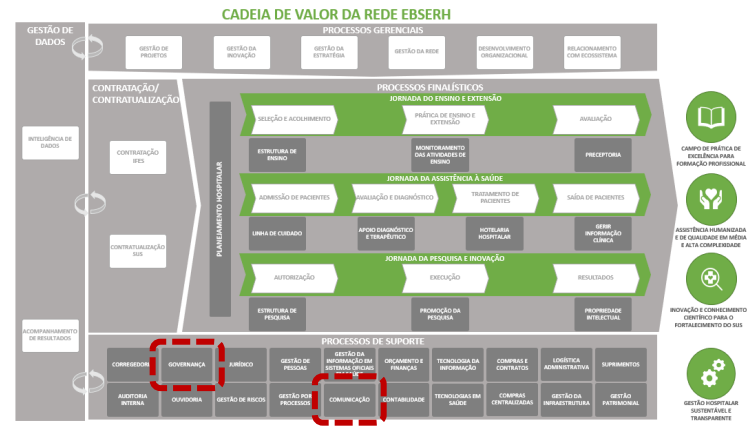 CADEIA DE VALOR DA REDE EBSERH
GESTÃO DE
DADOS
INTELIGÊNCIA DE
DADOS
ACOMPANHAMENTO
DE RESULTADOS
PROCESSOS GERENCIAIS
GESTÃO DE
PROJETOS
GESTÃO DA
INOVAÇÃO
GESTÃO DA
ESTRATÉGIA
GESTÃO DA REDE
DESENVOLVIMENTO
ORGANIZACIONAL
RELACIONAMENTO
COM ECOSISTEMA
CONTRATAÇÃO/
CONTRATUALIZAÇÃO
CONTRATAÇÃO
IFES
CONTRATUALIZAÇÃO
SUS
PROCESSOS FINALÍSTICOS
PLANEJAMENTO HOSPITALAR
JORNADA DO ENSINO E EXTENSÃO
SELEÇÃO E ACOLHIMENTO
PRÁTICA DE ENSINO E
EXTENSÃO
AVALIAÇÃO
ESTRUTURA DE
ENSINO
MONITORAMENTO
DAS ATIVIDADES DE
ENSINO
PRECEPTORIA
JORNADA DA ASSISTÊNCIA À SAÚDE
ADMISSÃO DE PACIENTES
AVALIAÇÃO E DIAGNÓSTICO
TRATAMENTO DE
PACIENTES
SAÍDA DE PACIENTES
LINHA DE CUIDADO
APOIO DIAGNÓSTICO
E TERAPÊUTICO
HOTELARIA
HOSPITALAR
GERIR
INFORMAÇÃO
CLÍNICA
JORNADA DA PESQUISA E INOVAÇÃO
AUTORIZAÇÃO
EXECUÇÃO
RESULTADOS
ESTRUTURA DE
PESQUISA
PROMOÇÃO DA
PESQUISA
PROPRIEDADE
INTELECTUAL
CAMPO DE PRÁTICA DE
EXCELÊNCIA PARA
FORMAÇÃO PROFISSIONAL
ASSISTÊNCIA HUMANIZADA
E DE QUALIDADE EM MÉDIA
E ALTA COMPLEXIDADE
INOVAÇÃO E CONHECIMENTO
CIENTÍFICO PARA O
FORTALECIMENTO DO SUS
GESTÃO HOSPITALAR
SUSTENTÁVEL E
TRANSPARENTE
PROCESSOS DE SUPORTE
GOVERNANÇA
JURÍDICO
GESTÃO DE
PESSOAS
GESTÃO DA
INFORMAÇÃO EM
SISTEMAS OFICIAIS
ORÇAMENTO E
FINANÇAS
TECNOLOGIA DA
INFORMAÇÃO
COMPRAS E
CONTRATOS
LOGÍSTICA
ADMINISTRATIVA
SUPRIMENTOS
AUDITORIA
INTERNA
OUVIDORIA
GESTÃO DE RISCOS
GESTÃO POR
PROCESSOS
COMUNICAÇÃO
TECNOLOGIAS EM
SAÚDE
COMPRAS
CENTRALIZADAS
GESTÃO DA
INFRAESTRUTURA
GESTÃO
PATRIMONIAL